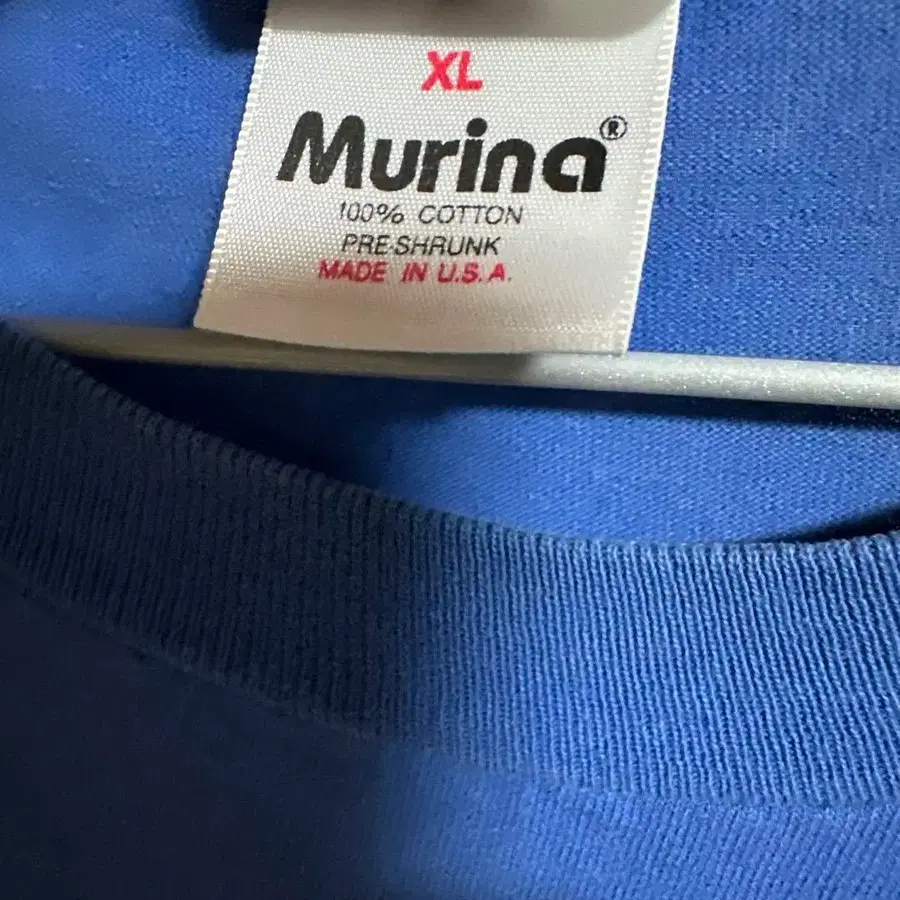 XL
Murina®
100% COTTON
PRE-SHRUNK
MADE IN U.S.A.